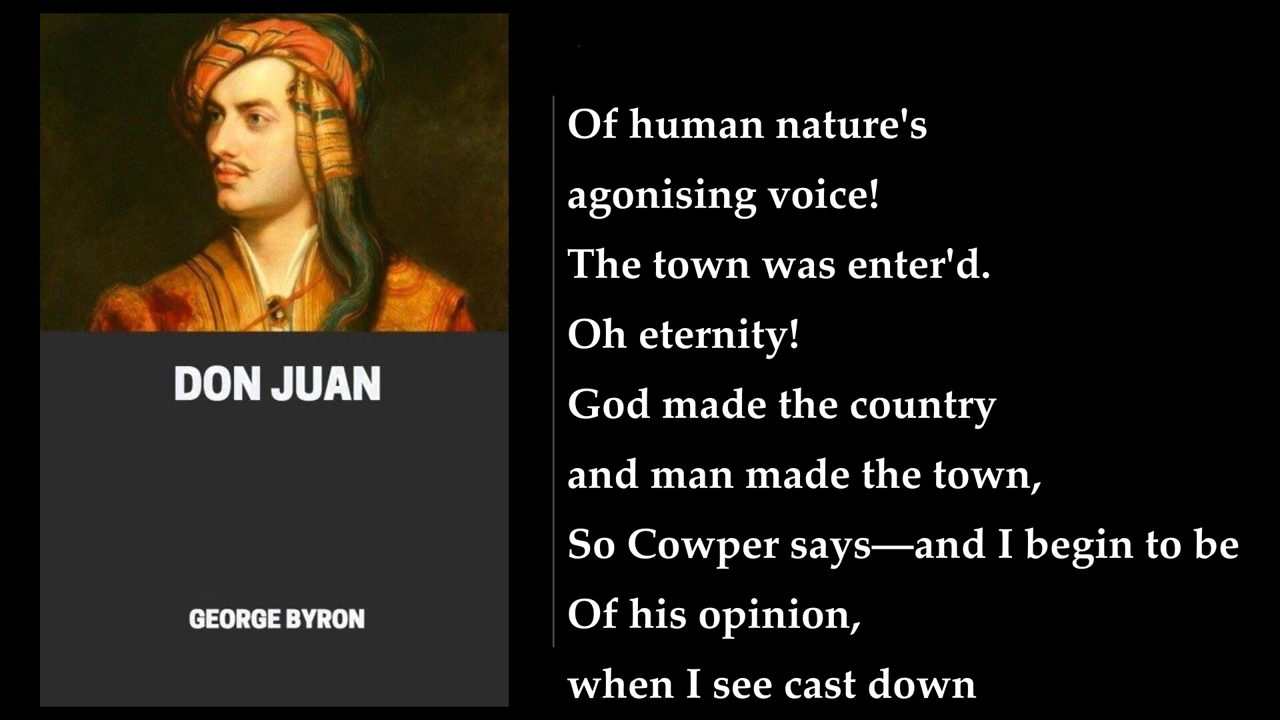 DON JUAN
GEORGE BYRON
Of human nature's
agonising voice!
The town was enter'd.
Oh eternity!
God made the country
and man made the town,
So Cowper says—and I begin to be
Of his opinion,
when I see cast down